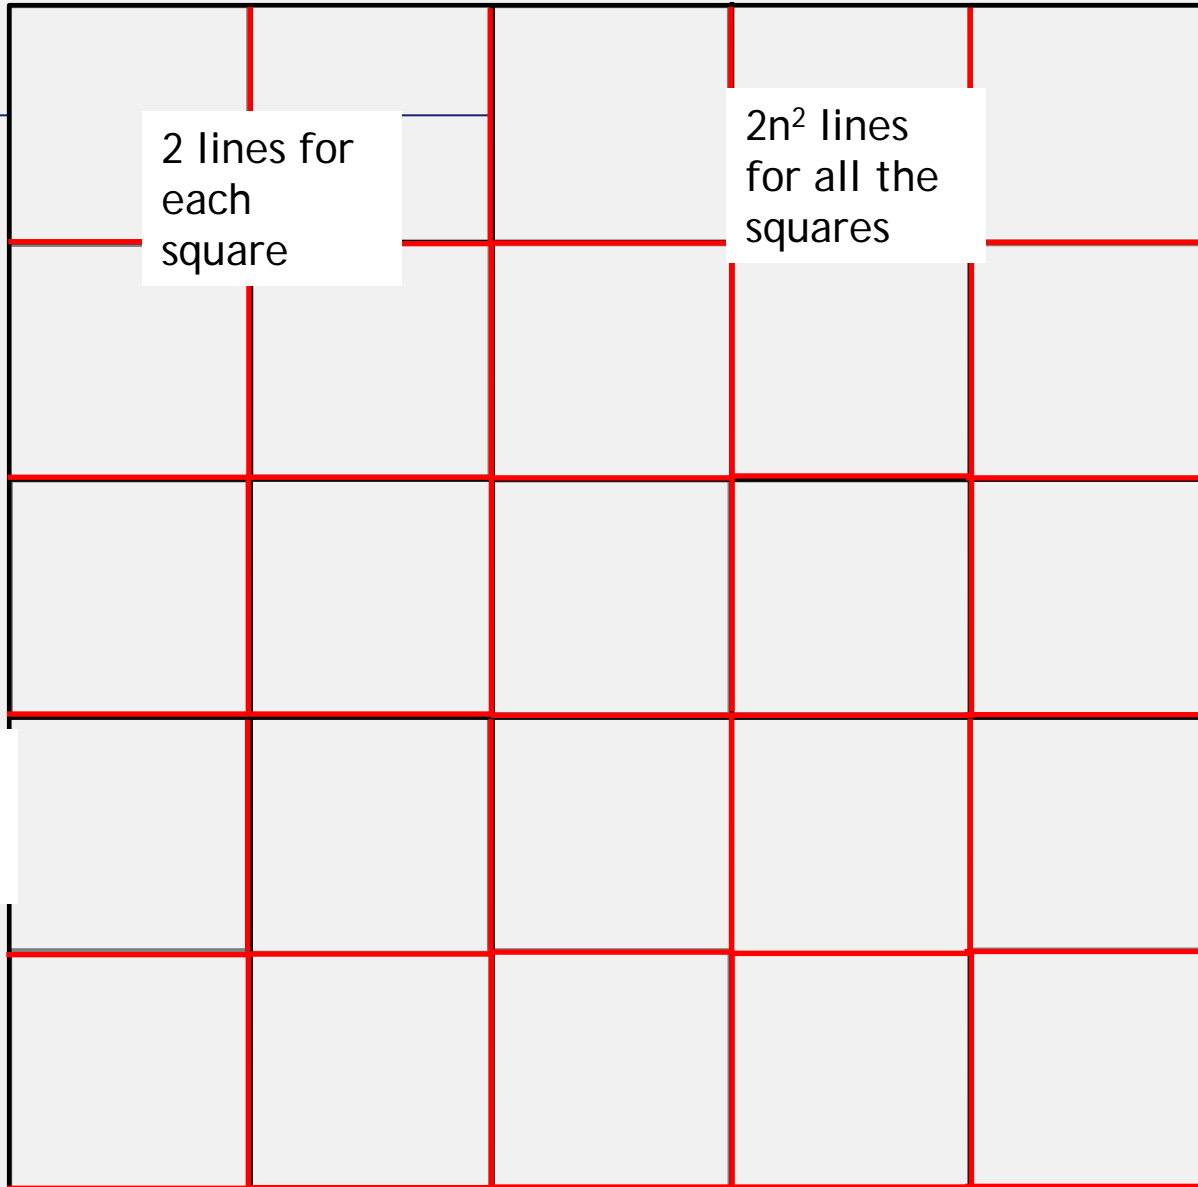 2 lines for
each
square
2n² lines
for all the
squares